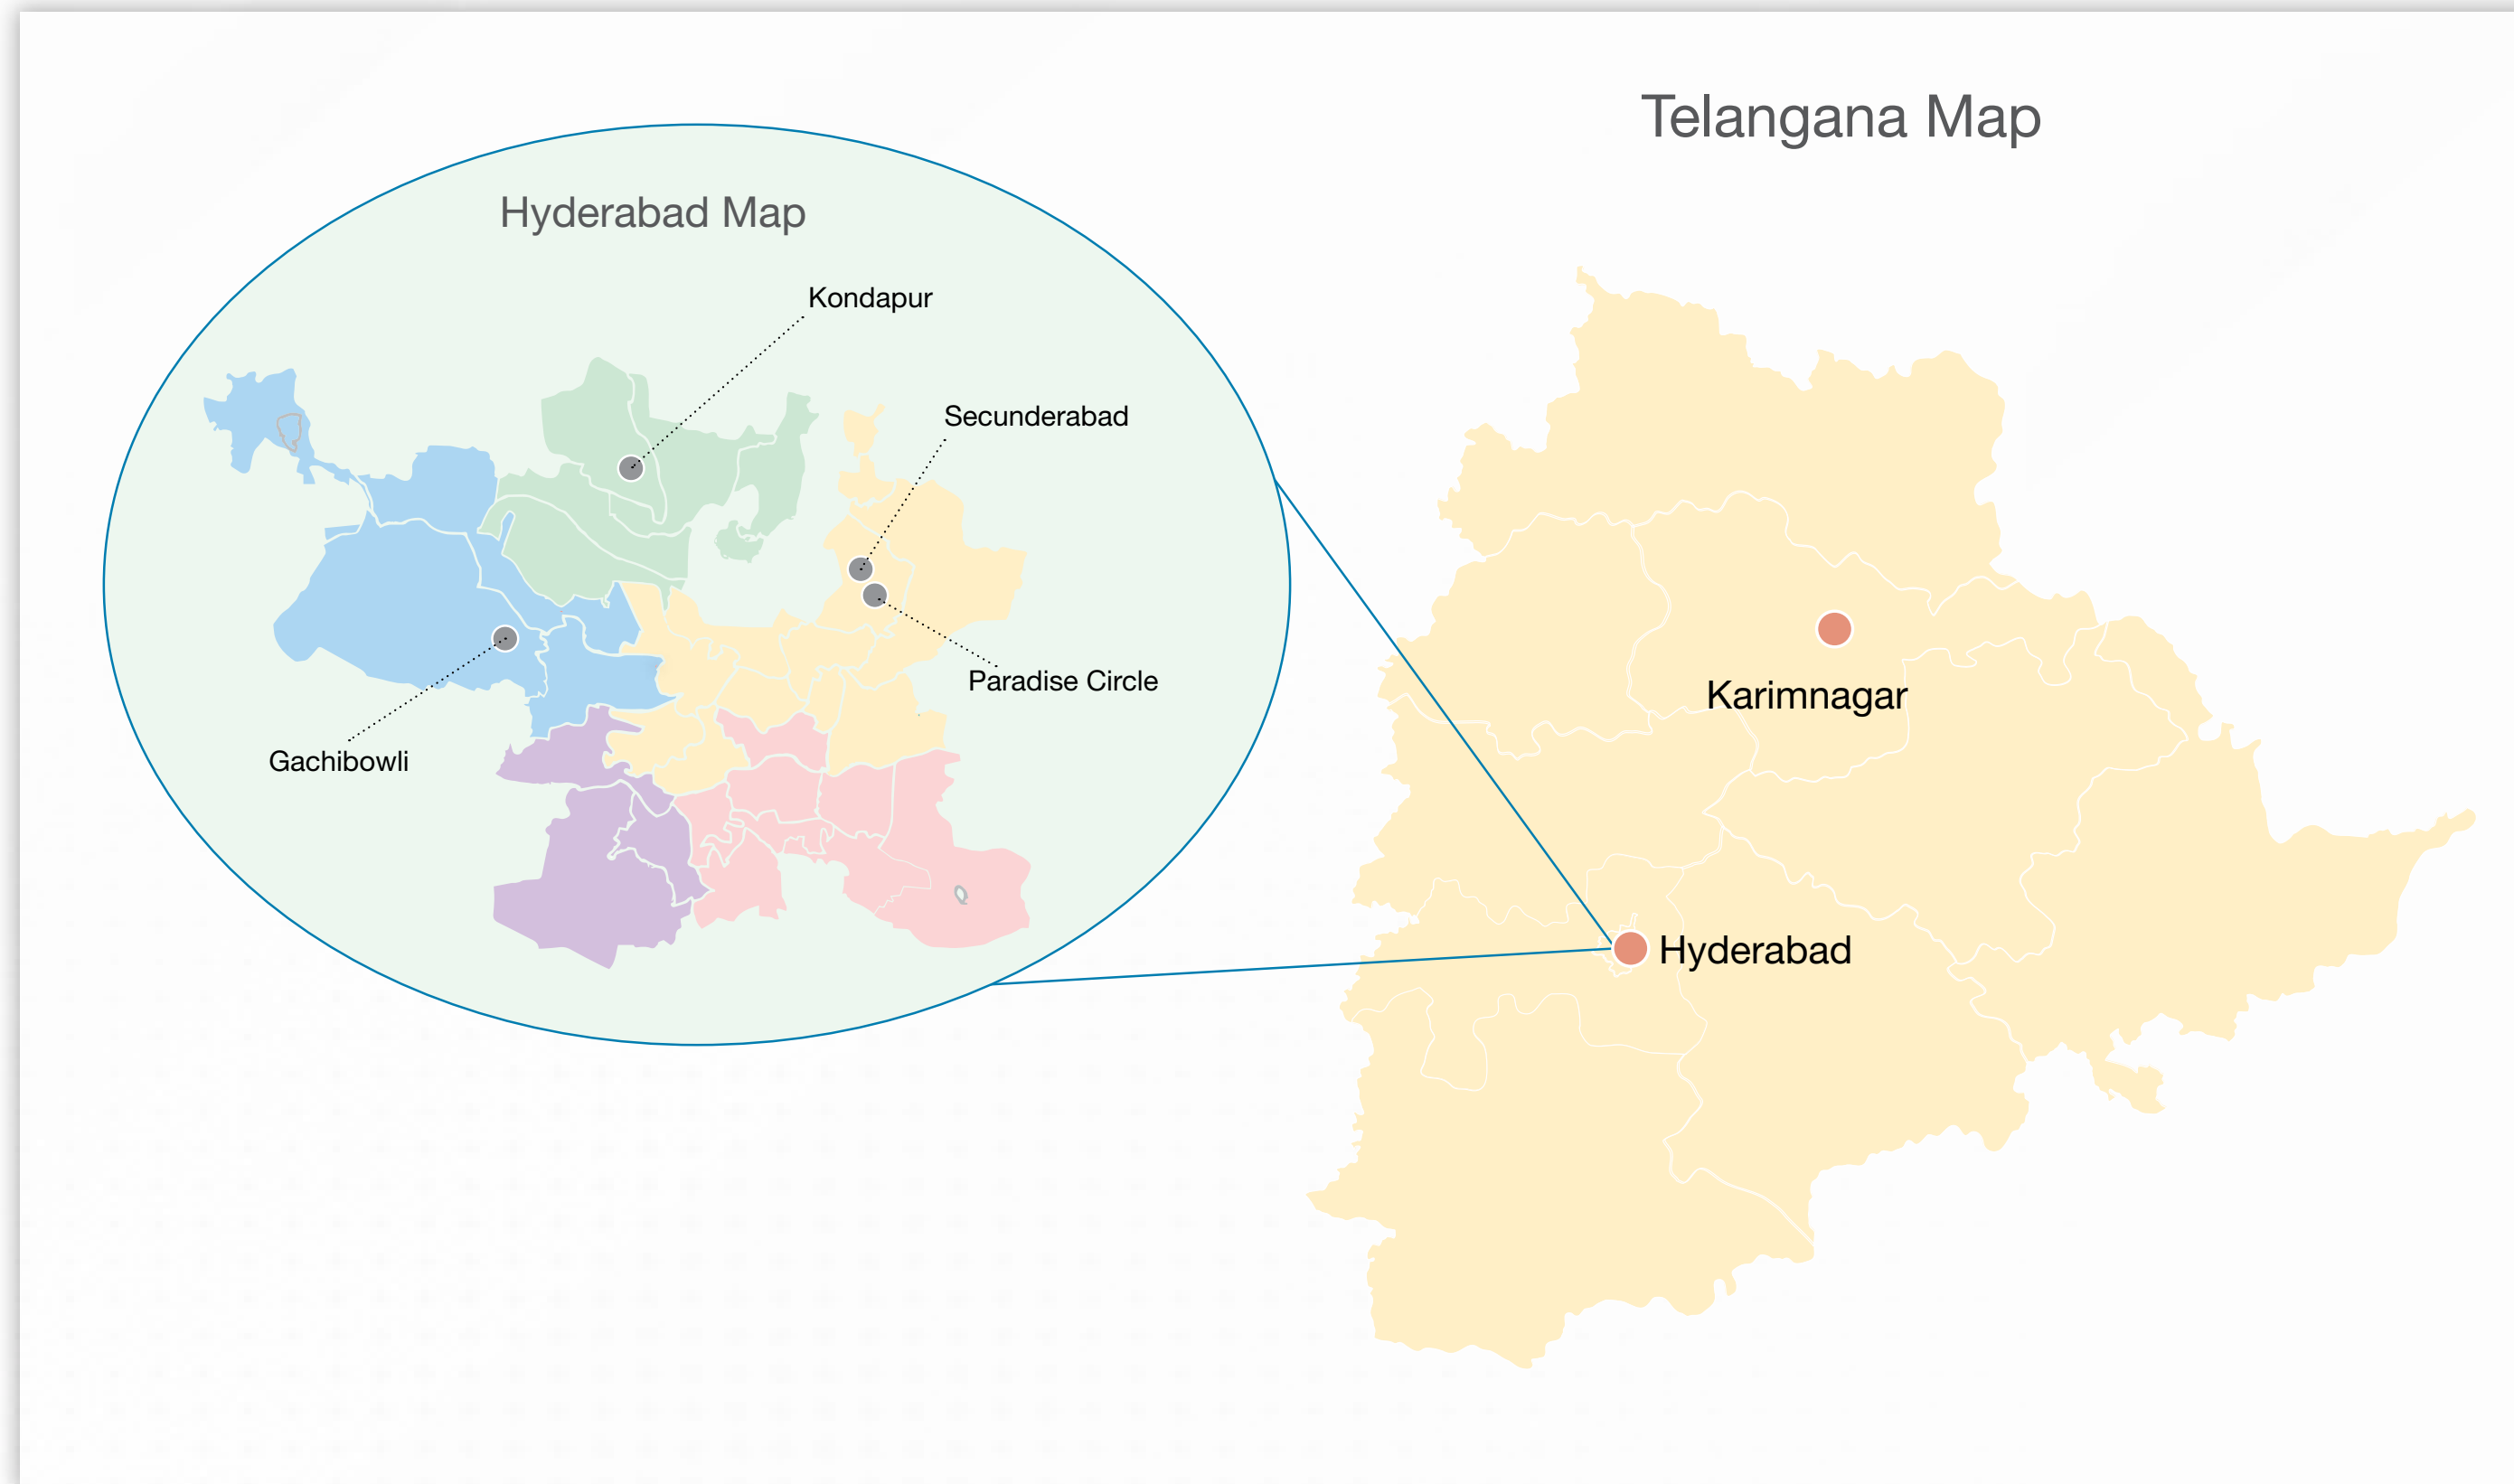 Telangana Map
Hyderabad Map
Kondapur
Secunderabad
Paradise Circle
Gachibowli
Karimnagar
Hyderabad